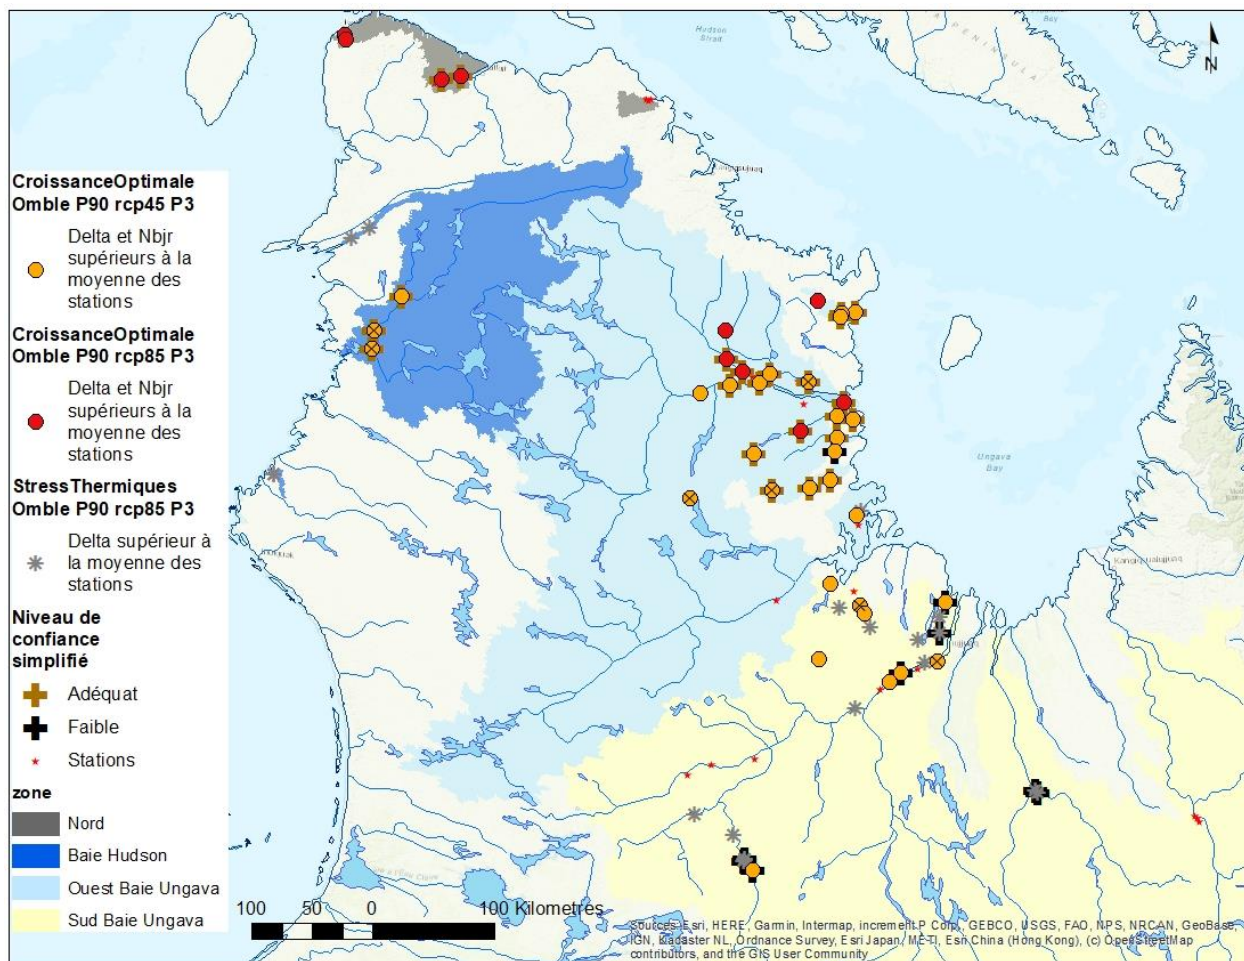 Hudson
Strait
Bay
PENINSULA
N
Kangiqsujuaq
CroissanceOptimale
Omble P90 rcp45 P3
Delta et Nbjr
supérieurs à la
moyenne des
stations
CroissanceOptimale
Omble P90 rcp85 P3
Delta et Nbjr
supérieurs à la
moyenne des
stations
StressThermiques
Omble P90 rcp85 P3
Delta supérieur à
la moyenne des
stations
Niveau de
confiance
simplifié
Adéquat
Faible
Stations
zone
Nord
Baie Hudson
Ouest Baie Ungava
Sud Baie Ungava
Ungava
Bay
Kangiqsualujjuaq
100 50 0 100 Kilometres
Sources: Esri, HERE, Garmin, Intermap, increment P Corp., GEBCO, USGS, FAO, NPS, NRCAN, GeoBase,
IGN, Kadaster NL, Ordnance Survey, Esri Japan, METI, Esri China (Hong Kong), (c) OpenStreetMap
contributors, and the GIS User Community